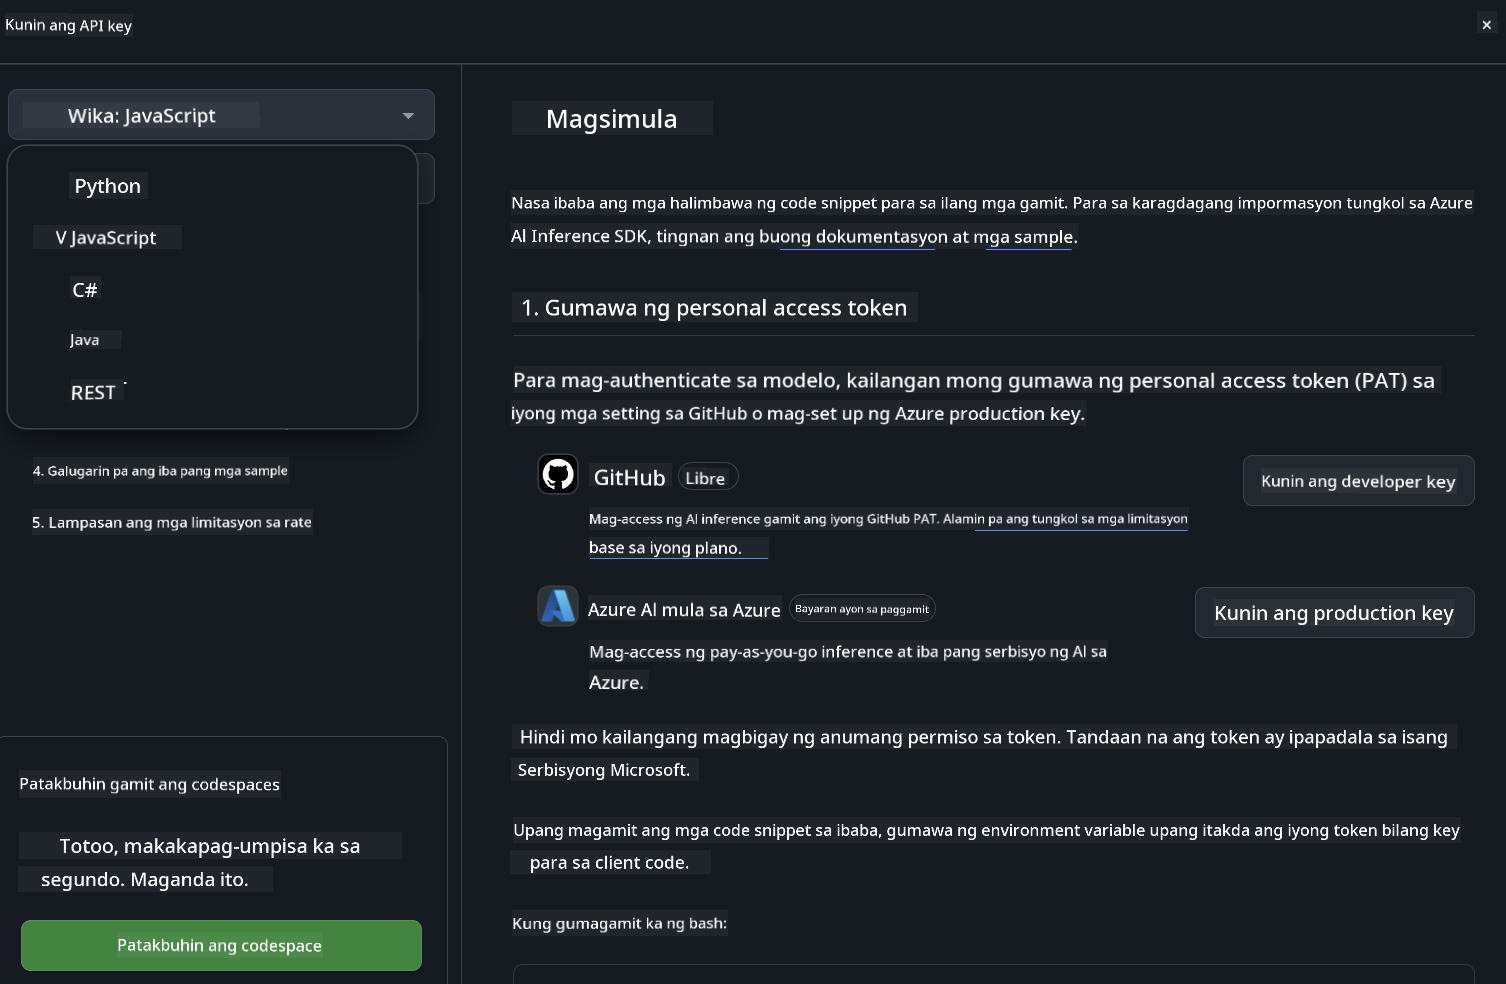 Kunin ang API key
×
Wika: JavaScript
Python
V JavaScript
C#
Java
REST
4. Galugarin pa ang iba pang mga sample
5. Lampasan ang mga limitasyon sa rate
Patakbuhin gamit ang codespaces
Totoo, makakapag-umpisa ka sa
segundo. Maganda ito.
Patakbuhin ang codespace
Magsimula
Nasa ibaba ang mga halimbawa ng code snippet para sa ilang mga gamit. Para sa karagdagang impormasyon tungkol sa Azure
AI Inference SDK, tingnan ang buong dokumentasyon at mga sample.
1. Gumawa ng personal access token
Para mag-authenticate sa modelo, kailangan mong gumawa ng personal access token (PAT) sa
iyong mga setting sa GitHub o mag-set up ng Azure production key.
GitHub Libre
Kunin ang developer key
Mag-access ng AI inference gamit ang iyong GitHub PAT. Alamin pa ang tungkol sa mga limitasyon
base sa iyong plano.
Azure AI mula sa Azure Bayaran ayon sa paggamit
Kunin ang production key
Mag-access ng pay-as-you-go inference at iba pang serbisyo ng AI sa
Azure.
Hindi mo kailangang magbigay ng anumang permiso sa token. Tandaan na ang token ay ipapadala sa isang
Serbisyong Microsoft.
Upang magamit ang mga code snippet sa ibaba, gumawa ng environment variable upang itakda ang iyong token bilang key
para sa client code.
Kung gumagamit ka ng bash: